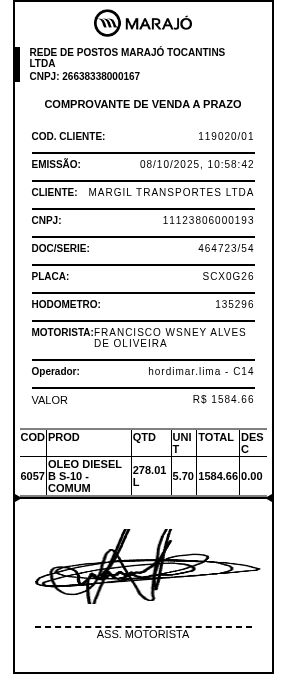 MARAJÓ
REDE DE POSTOS MARAJÓ TOCANTINS
LTDA
CNPJ: 26638338000167
COMPROVANTE DE VENDA A PRAZO
COD. CLIENTE: 119020/01
EMISSÃO: 08/10/2025, 10:58:42
CLIENTE: MARGIL TRANSPORTES LTDA
CNPJ: 11123806000193
DOC/SERIE: 464723/54
PLACA: SCX0G26
HODOMETRO: 135296
MOTORISTA:FRANCISCO WSNEY ALVES
DE OLIVEIRA
Operador: hordimar.lima - C14
VALOR R$ 1584.66
COD PROD QTD UNI
T TOTAL DES
C
6057 OLEO DIESEL
B S-10 -
COMUM 278.01
L 5.70 1584.66 0.00
ASS. MOTORISTA